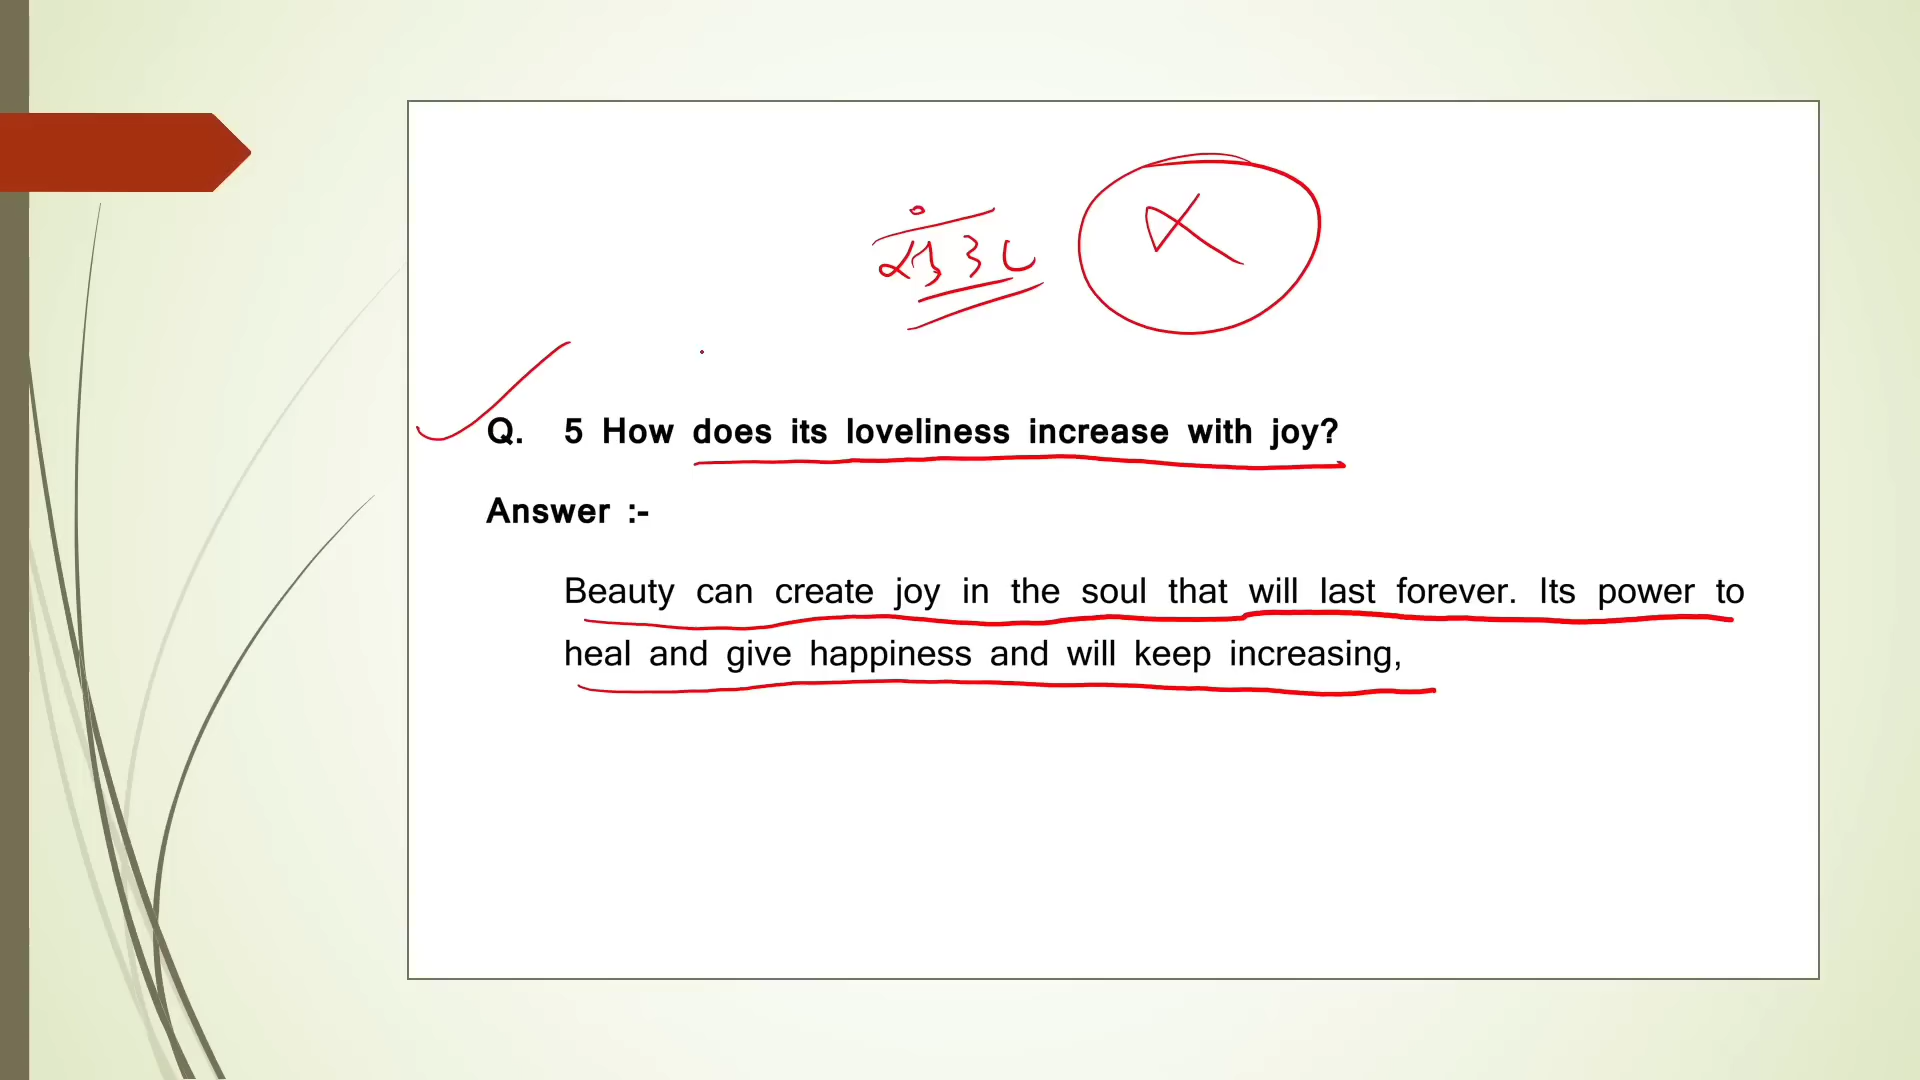 Q. 5 How does its loveliness increase with joy?
Answer :-
Beauty can create joy in the soul that will last forever. Its power to
heal and give happiness and will keep increasing,